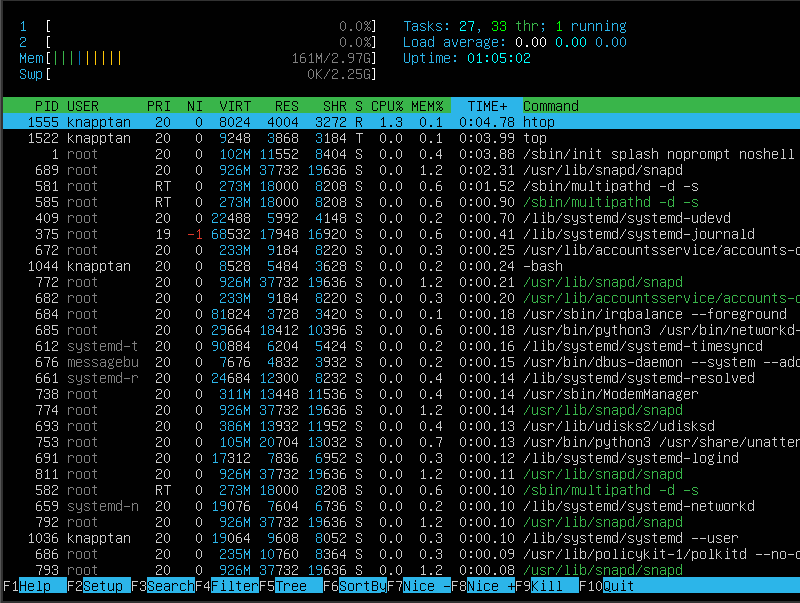 1 [ 0.0%] Tasks: 27, 33 thr; 1 running
2 [ 0.0%] Load average: 0.00 0.00 0.00
Mem[||||||||| 161M/2.97G] Uptime: 01:05:02
Swp[ 0K/2.25G]
PID USER PRI NI VIRT RES SHR S CPU% MEM% TIME+ Command
1555 knapptan 20 0 8024 4004 3272 R 1.3 0.1 0:04.78 htop
1522 knapptan 20 0 9248 3868 3184 T 0.0 0.1 0:03.99 top
1 root 20 0 102M 11552 8404 S 0.0 0.4 0:03.88 /sbin/init splash noprompt noshell
689 root 20 0 926M 37732 19636 S 0.0 1.2 0:02.31 /usr/lib/snapd/snapd
581 root RT 0 273M 18000 8208 S 0.0 0.6 0:01.52 /sbin/multipathd -d -s
585 root RT 0 273M 18000 8208 S 0.0 0.6 0:00.90 /sbin/multipathd -d -s
409 root 20 0 22488 5992 4148 S 0.0 0.2 0:00.70 /lib/systemd/systemd-udevd
375 root 19 -1 68532 17948 16920 S 0.0 0.6 0:00.41 /lib/systemd/systemd-journald
672 root 20 0 233M 9184 8220 S 0.0 0.3 0:00.25 /usr/lib/accountsservice/accounts-d
1044 knapptan 20 0 8528 5484 3628 S 0.0 0.2 0:00.24 -bash
772 root 20 0 926M 37732 19636 S 0.0 1.2 0:00.21 /usr/lib/snapd/snapd
682 root 20 0 233M 9184 8220 S 0.0 0.3 0:00.20 /usr/lib/accountsservice/accounts-d
684 root 20 0 81824 3728 3420 S 0.0 0.1 0:00.18 /usr/sbin/irqbalance --foreground
685 root 20 0 29664 18412 10396 S 0.0 0.6 0:00.18 /usr/bin/python3 /usr/bin/networkd-
612 systemd-t 20 0 90884 6204 5424 S 0.0 0.2 0:00.16 /lib/systemd/systemd-timesyncd
676 messagebu 20 0 7676 4832 3932 S 0.0 0.2 0:00.15 /usr/bin/dbus-daemon --system --add
661 systemd-r 20 0 24684 12300 8232 S 0.0 0.4 0:00.14 /lib/systemd/systemd-resolved
738 root 20 0 311M 13448 11536 S 0.0 0.4 0:00.14 /usr/sbin/ModemManager
774 root 20 0 926M 37732 19636 S 0.0 1.2 0:00.14 /usr/lib/snapd/snapd
693 root 20 0 386M 13932 11952 S 0.0 0.4 0:00.13 /usr/lib/udisks2/udisksd
753 root 20 0 105M 20704 13032 S 0.0 0.7 0:00.13 /usr/bin/python3 /usr/share/unatten
691 root 20 0 17312 7836 6952 S 0.0 0.3 0:00.12 /lib/systemd/systemd-logind
811 root 20 0 926M 37732 19636 S 0.0 1.2 0:00.11 /usr/lib/snapd/snapd
582 root RT 0 273M 18000 8208 S 0.0 0.6 0:00.10 /sbin/multipathd -d -s
659 systemd-n 20 0 19076 7604 6736 S 0.0 0.2 0:00.10 /lib/systemd/systemd-networkd
792 root 20 0 926M 37732 19636 S 0.0 1.2 0:00.10 /usr/lib/snapd/snapd
1036 knapptan 20 0 19064 9608 8052 S 0.0 0.3 0:00.10 /lib/systemd/systemd --user
686 root 20 0 235M 10760 8364 S 0.0 0.3 0:00.09 /usr/lib/policykit-1/polkitd --no-d
793 root 20 0 926M 37732 19636 S 0.0 1.2 0:00.08 /usr/lib/snapd/snapd
F1Help F2Setup F3SearchF4FilterF5Tree F6SortByF7Nice -F8Nice +F9Kill F10Quit